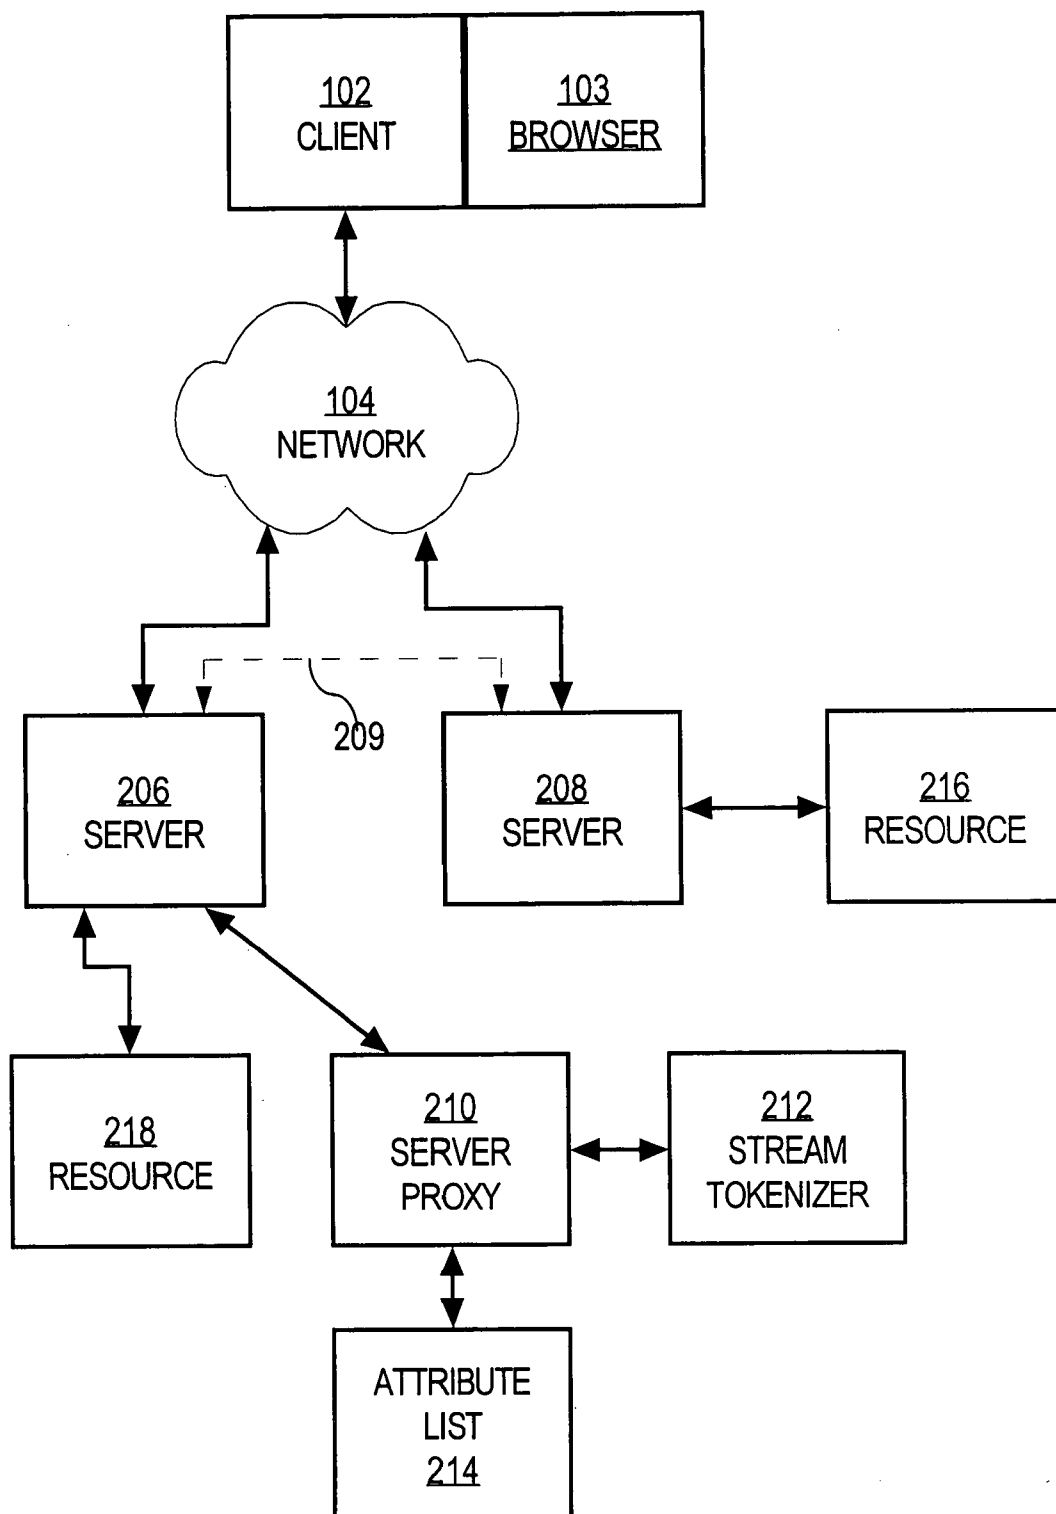 102
CLIENT
103
BROWSER
104
NETWORK
209
206
SERVER
208
SERVER
216
RESOURCE
218
RESOURCE
210
SERVER
PROXY
212
STREAM
TOKENIZER
ATTRIBUTE
LIST
214